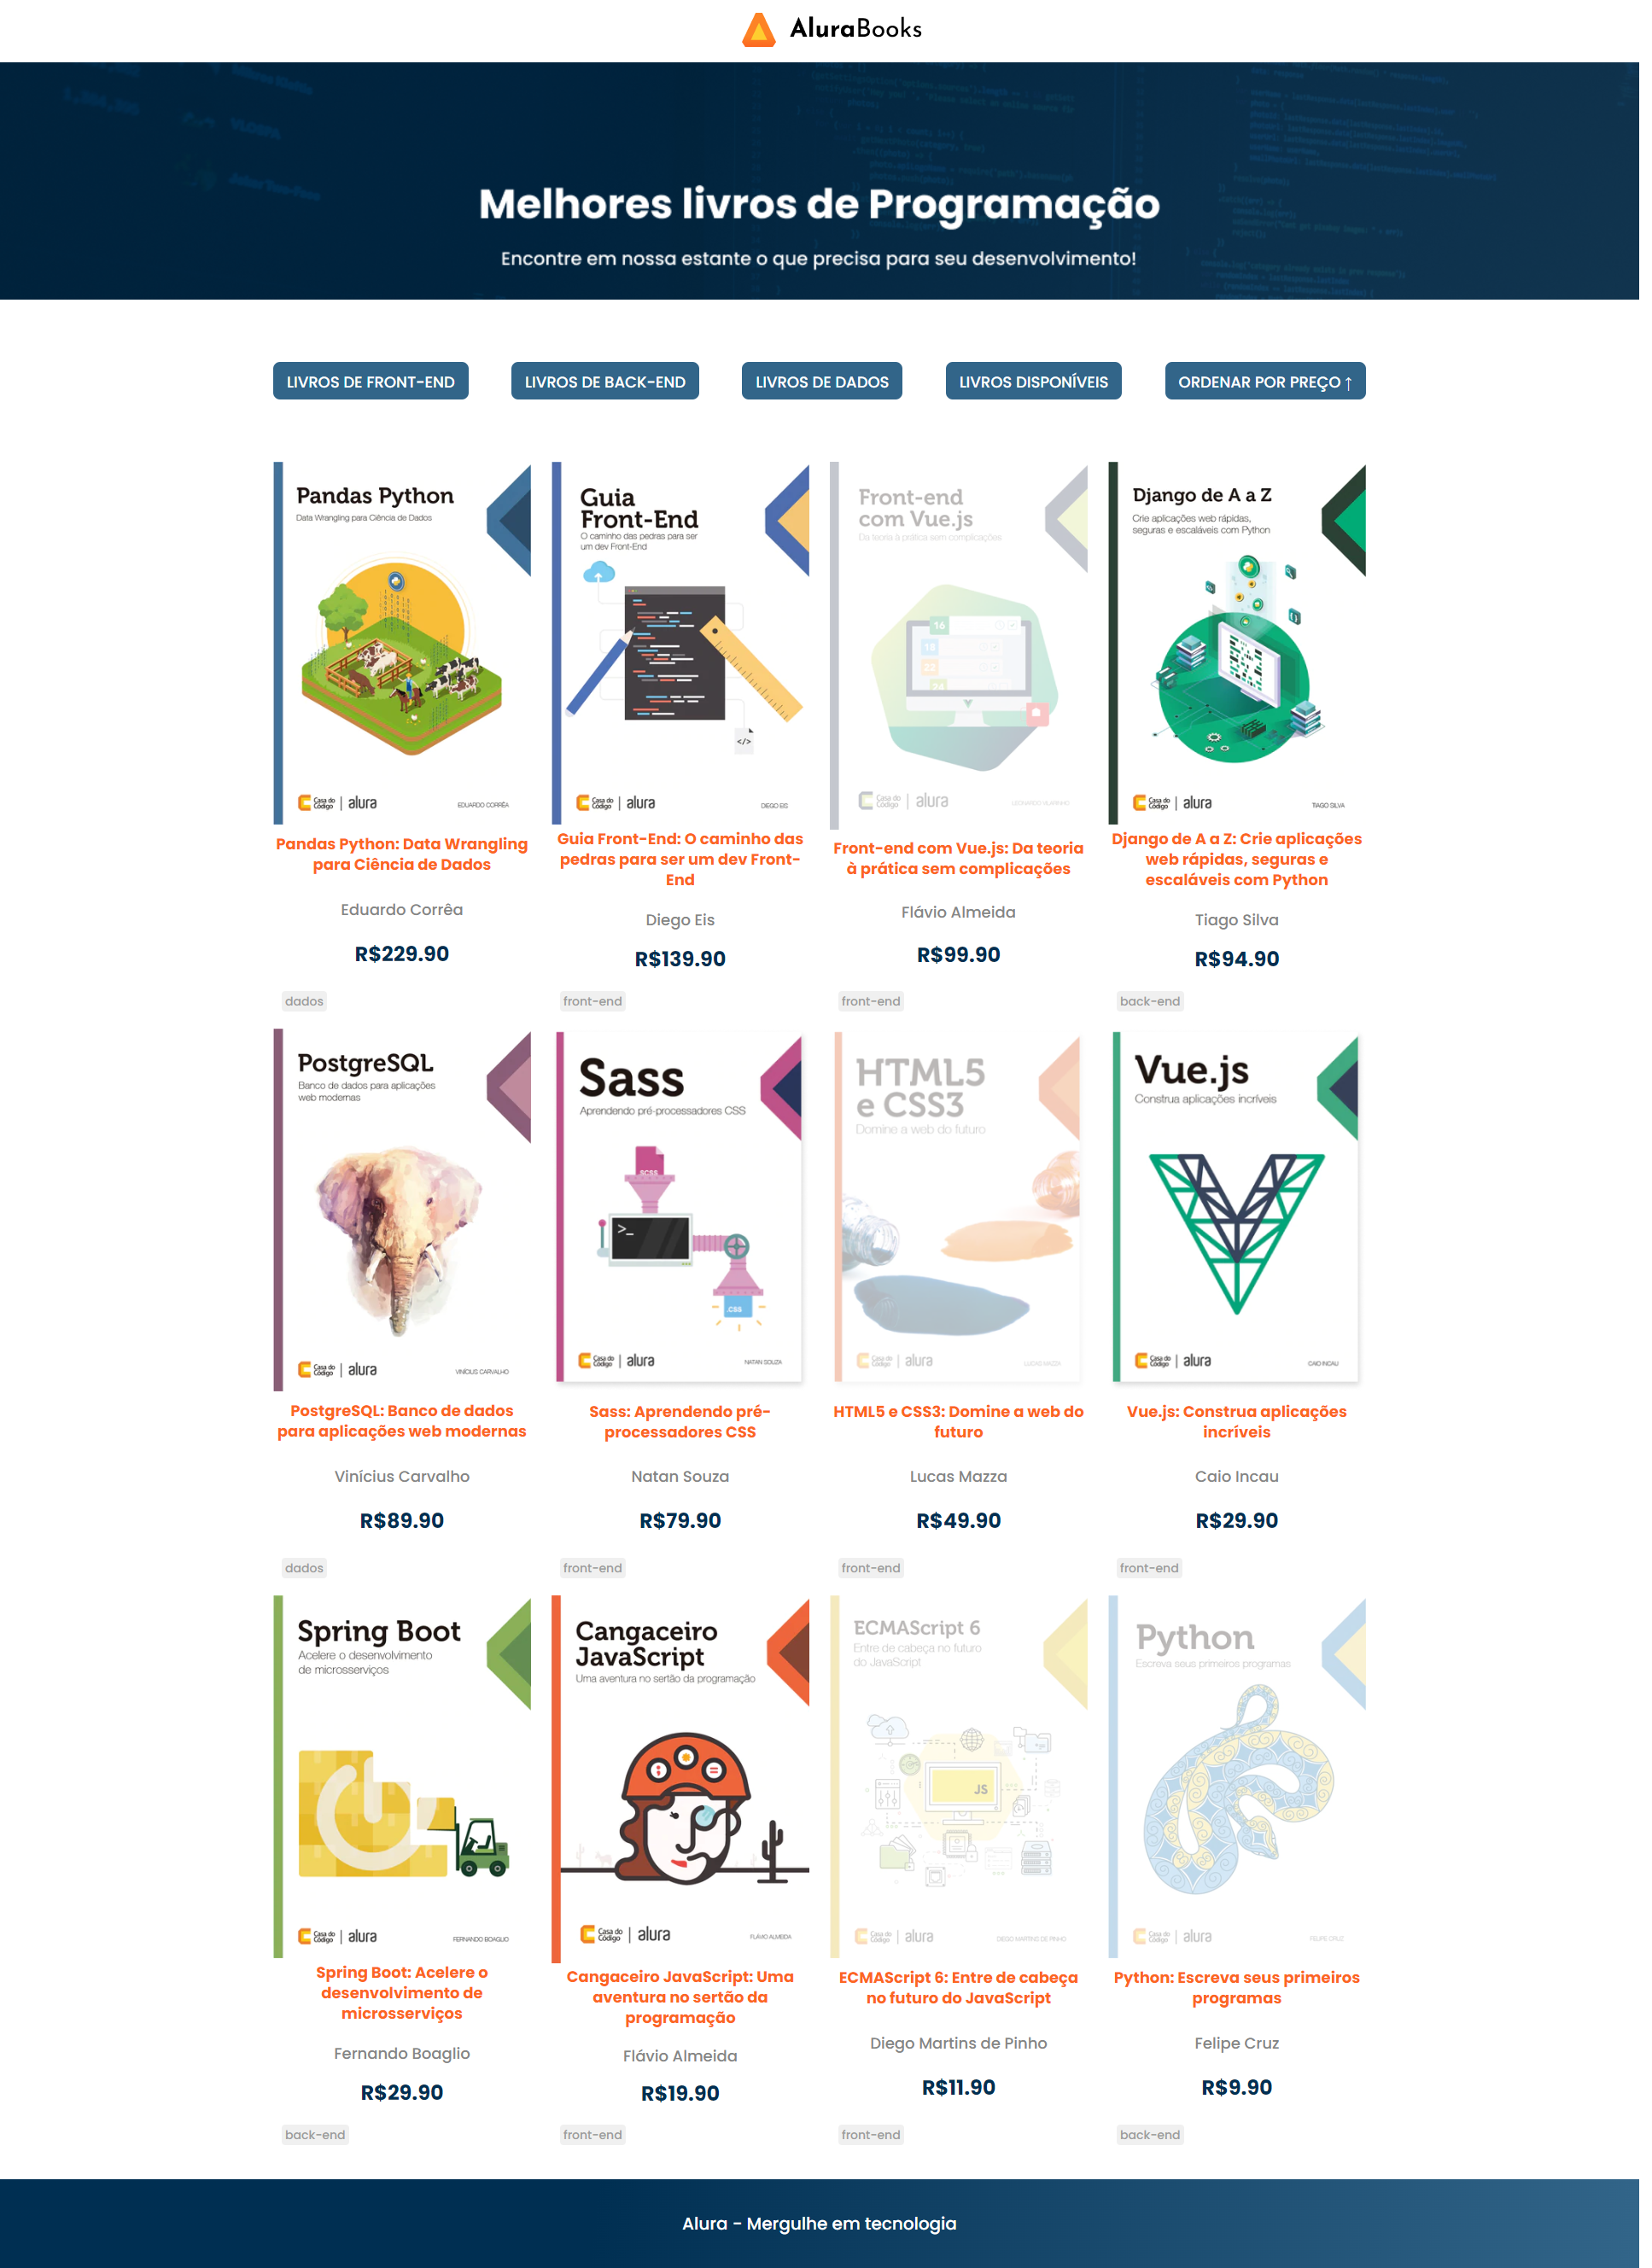 AluraBooks
Melhores livros de Programação
Encontre em nossa estante o que precisa para seu desenvolvimento!
LIVROS DE FRONT-END
LIVROS DE BACK-END
LIVROS DE DADOS
LIVROS DISPONÍVEIS
ORDENAR POR PREÇO ↑
Pandas Python
Data Wrangling para Ciência de Dados
Casa do
Código | alura
EDUARDO CORRÊA
Pandas Python: Data Wrangling
para Ciência de Dados
Eduardo Corrêa
R$229.90
dados
Guia
Front-End
O caminho das pedras para ser
um dev Front-End
</>
Casa do
Código | alura
DIEGO EIS
Guia Front-End: O caminho das
pedras para ser um dev Front-
End
Diego Eis
R$139.90
front-end
Front-end
com Vue.js
Da teoria à prática sem complicações
16
18
22
24
Casa do
Código | alura
LEONARDO VILARINHO
Front-end com Vue.js: Da teoria
à prática sem complicações
Flávio Almeida
R$99.90
front-end
Django de A a Z
Crie aplicações web rápidas,
seguras e escaláveis com Python
Casa do
Código | alura
TIAGO SILVA
Django de A a Z: Crie aplicações
web rápidas, seguras e
escaláveis com Python
Tiago Silva
R$94.90
back-end
PostgreSQL
Banco de dados para aplicações
web modernas
Casa do
Código | alura
VINÍCIUS CARVALHO
PostgreSQL: Banco de dados
para aplicações web modernas
Vinícius Carvalho
R$89.90
dados
Sass
Aprendendo pré-processadores CSS
SCSS
>_
.CSS
Casa do
Código | alura
NATAN SOUZA
Sass: Aprendendo pré-
processadores CSS
Natan Souza
R$79.90
front-end
HTML5
e CSS3
Domine a web do futuro
Casa do
Código | alura
LUCAS MAZZA
HTML5 e CSS3: Domine a web do
futuro
Lucas Mazza
R$49.90
front-end
Vue.js
Construa aplicações incríveis
Casa do
Código | alura
CAIO INCAU
Vue.js: Construa aplicações
incríveis
Caio Incau
R$29.90
front-end
Spring Boot
Acelere o desenvolvimento
de microsserviços
Casa do
Código | alura
FERNANDO BOAGLIO
Spring Boot: Acelere o
desenvolvimento de
microsserviços
Fernando Boaglio
R$29.90
back-end
Cangaceiro
JavaScript
Uma aventura no sertão da programação
Casa do
Código | alura
FLÁVIO ALMEIDA
Cangaceiro JavaScript: Uma
aventura no sertão da
programação
Flávio Almeida
R$19.90
front-end
ECMAScript 6
Entre de cabeça no futuro
do JavaScript
JS
Casa do
Código | alura
DIEGO MARTINS DE PINHO
ECMAScript 6: Entre de cabeça
no futuro do JavaScript
Diego Martins de Pinho
R$11.90
front-end
Python
Escreva seus primeiros programas
Casa do
Código | alura
FELIPE CRUZ
Python: Escreva seus primeiros
programas
Felipe Cruz
R$9.90
back-end
Alura - Mergulhe em tecnologia